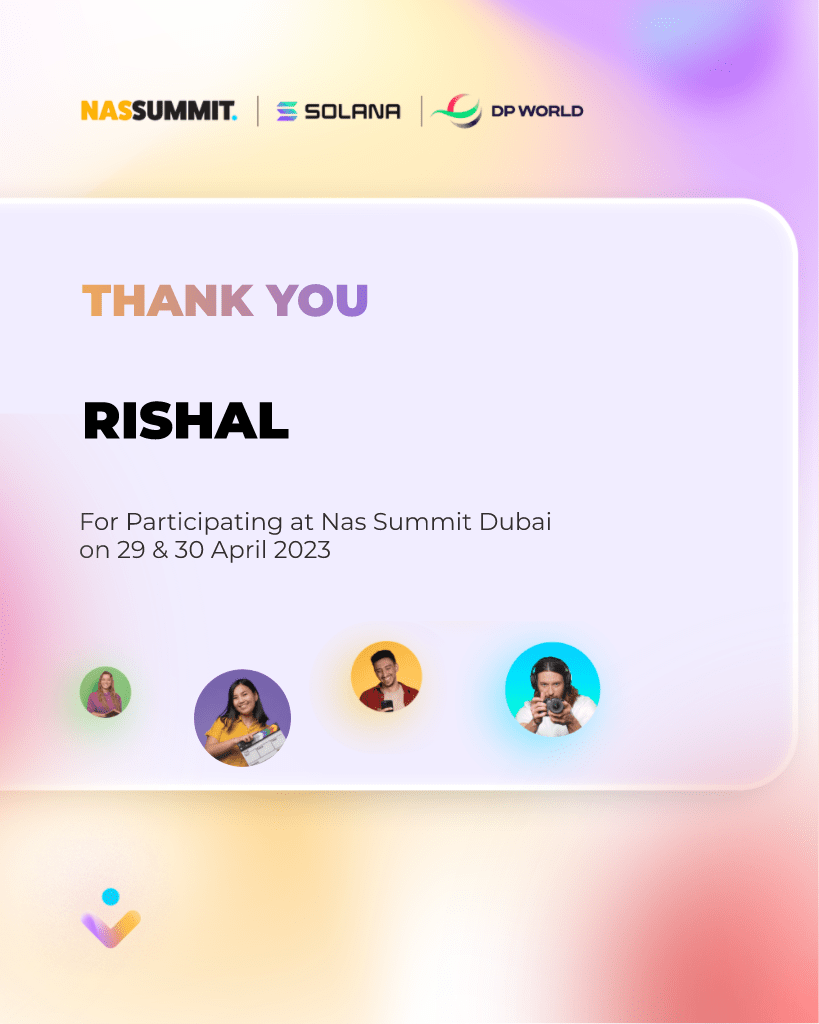 NASSUMMIT. | SOLANA | DP WORLD
THANK YOU
RISHAL
For Participating at Nas Summit Dubai
on 29 & 30 April 2023